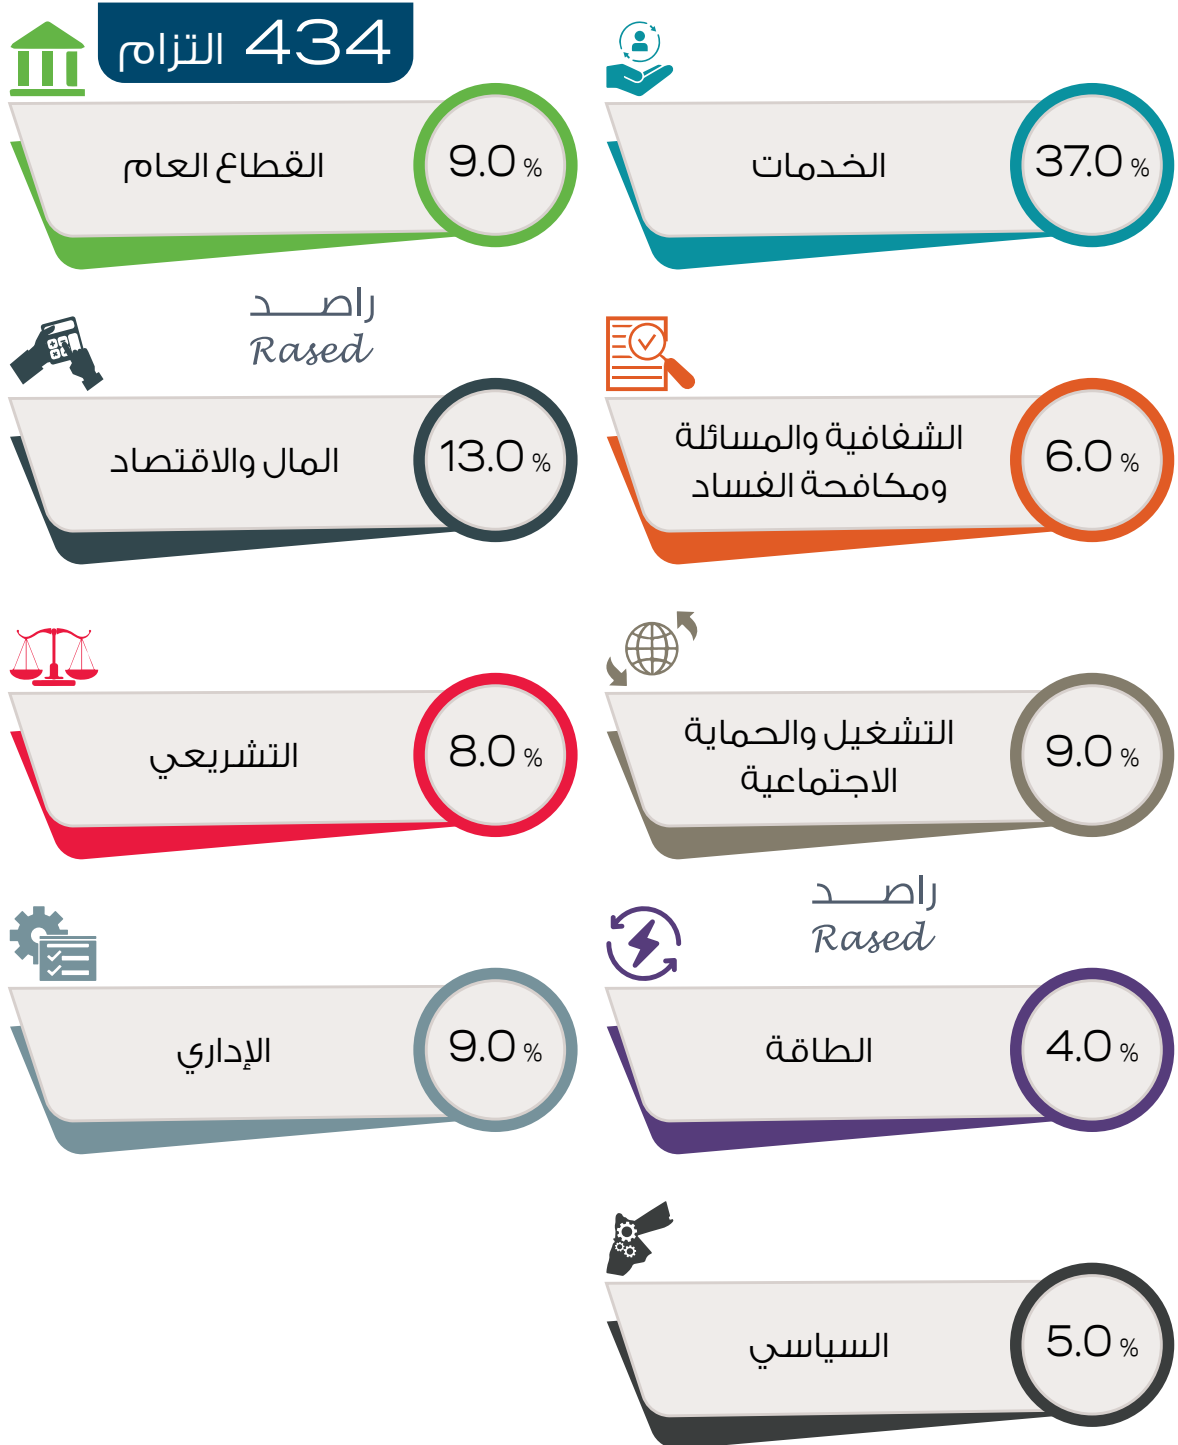 434 التزام
37.0 %
الخدمات
9.0 %
القطاع العام
راصد
Rased
6.0 %
الشفافية والمسائلة
ومكافحة الفساد
13.0 %
المال والاقتصاد
9.0 %
التشغيل والحماية
الاجتماعية
8.0 %
التشريعي
راصد
Rased
4.0 %
الطاقة
9.0 %
الإداري
5.0 %
السياسي